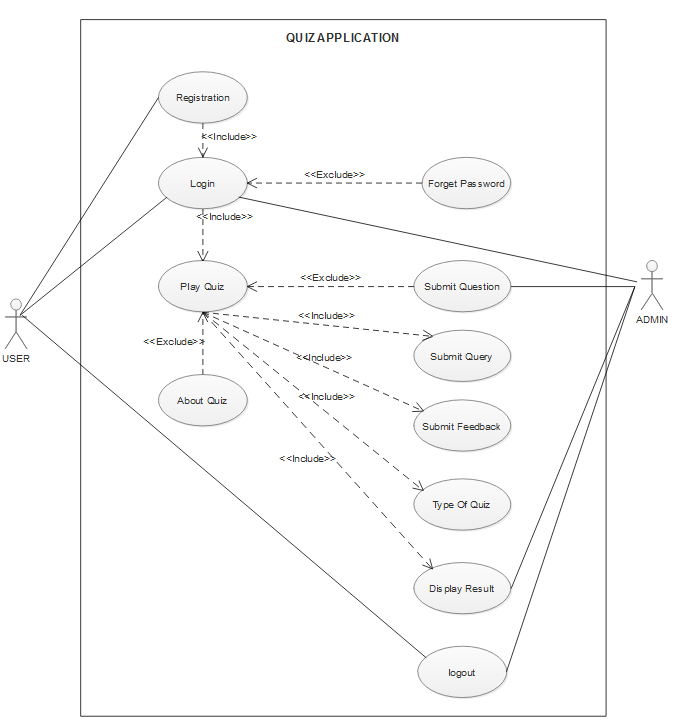 QUIZ APPLICATION
Registration
<<Include>>
Login
<<Exclude>>
Forget Password
<<Include>>
Play Quiz
<<Exclude>>
Submit Question
<<Include>>
<<Exclude>>
Submit Query
<<Include>>
<<Include>>
About Quiz
Submit Feedback
<<Include>>
Type Of Quiz
Display Result
logout
USER
ADMIN